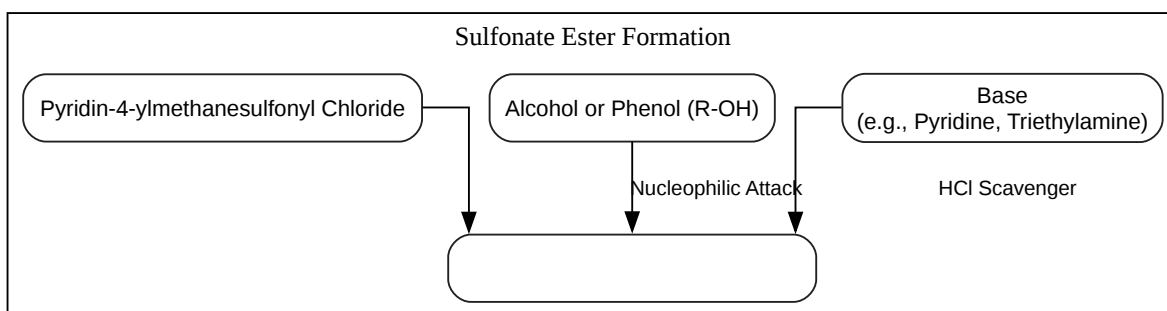 Sulfonate Ester Formation
Pyridin-4-ylmethanesulfonyl Chloride
Alcohol or Phenol (R-OH)
Base
(e.g., Pyridine, Triethylamine)
Nucleophilic Attack
HCl Scavenger